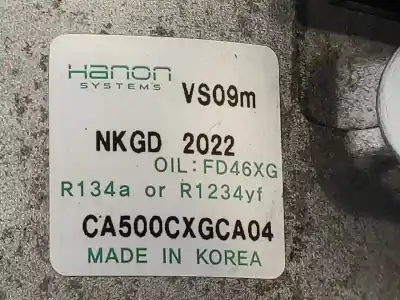 Hanon
SYSTEMS
VS09m
NKGD 2022
OIL: FD46XG
R134a or R1234yf
CA500CXGCA04
MADE IN KOREA